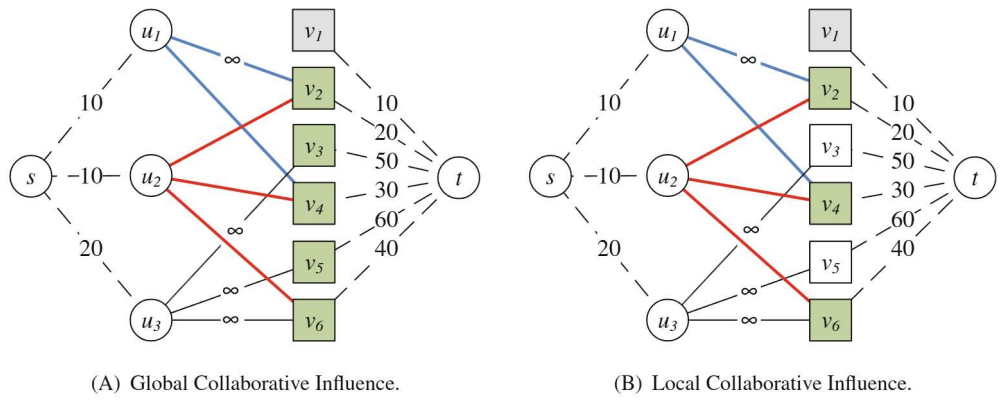 u1
v1
∞
v2
10
10
20
v3
50
s
10
u2
t
v4
30
∞
60
20
v5
40
∞
u3
∞
v6
(A) Global Collaborative Influence.
u1
v1
∞
v2
10
10
20
v3
50
s
10
u2
t
v4
30
∞
60
20
v5
40
∞
u3
∞
v6
(B) Local Collaborative Influence.